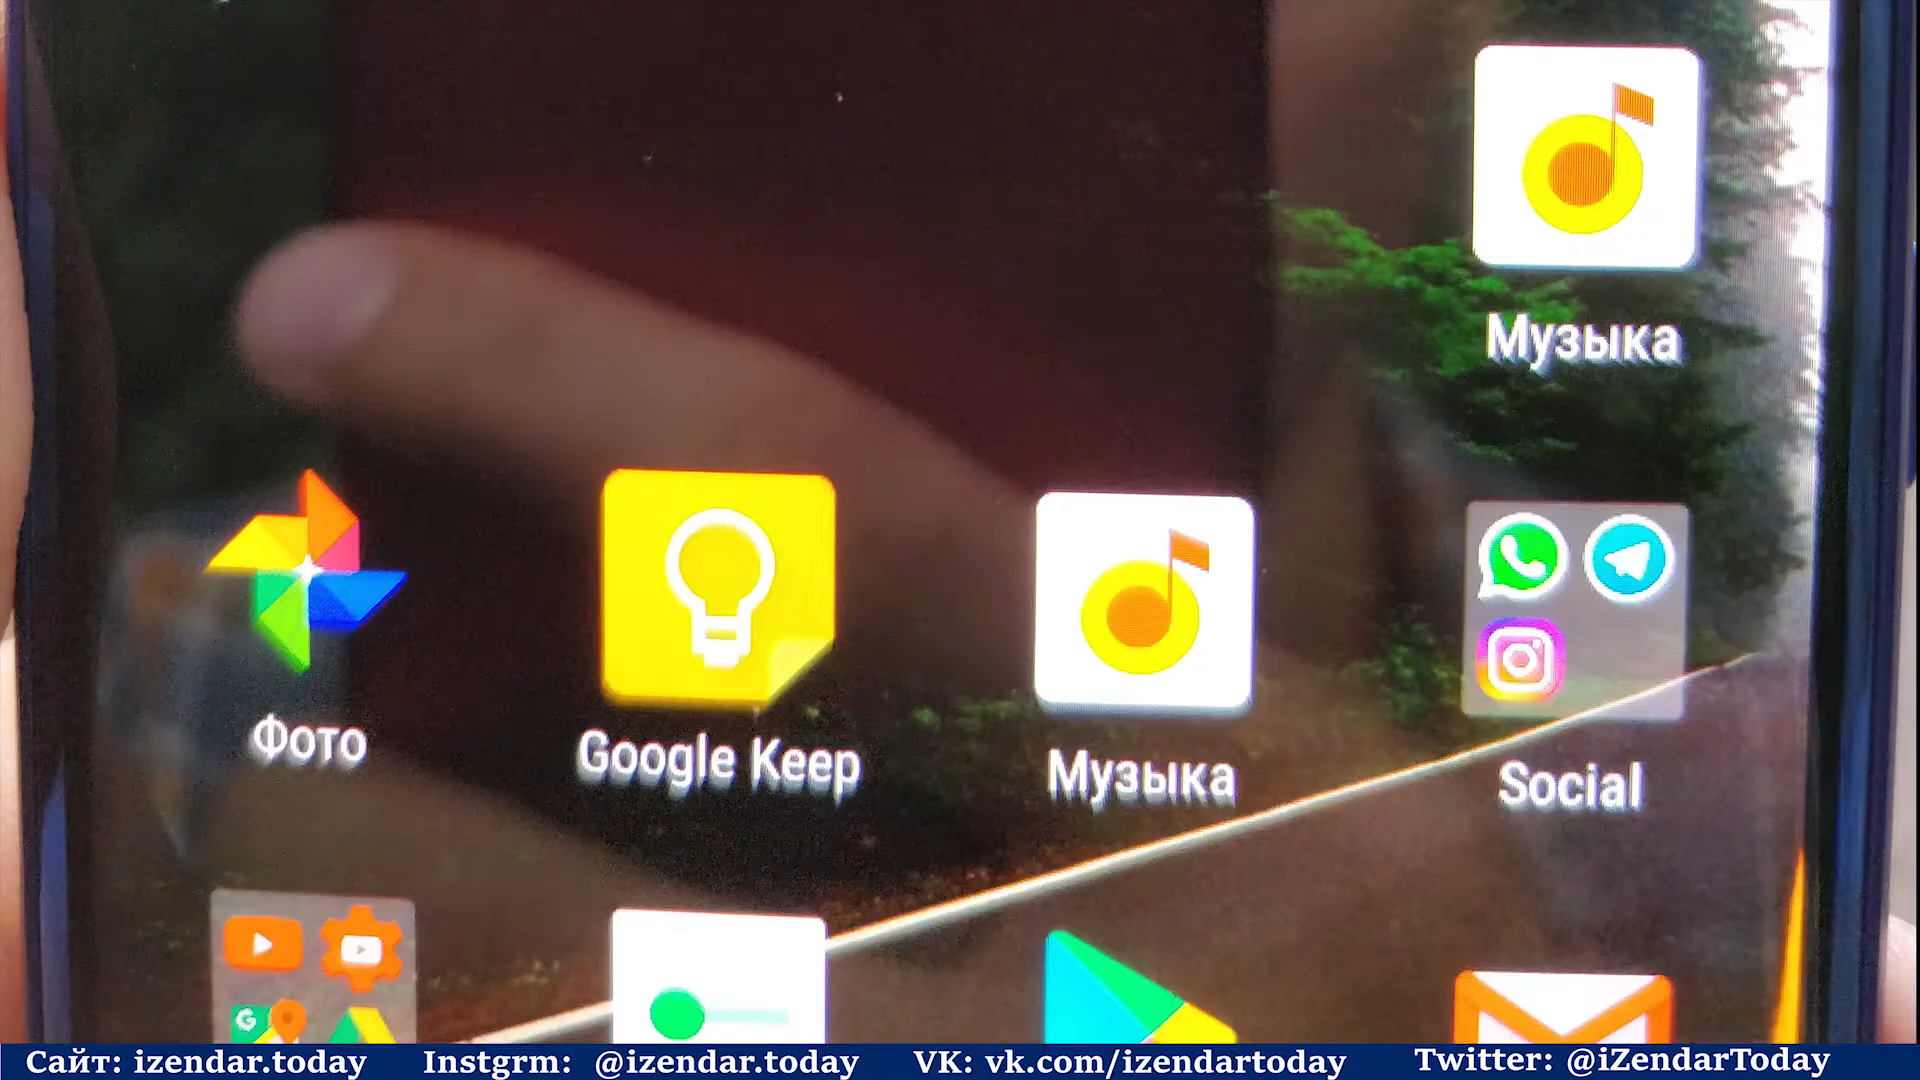 Музыка
Фото
Google Keep
Музыка
Social
G
Сайт: izendar.today Instgrm: @izendar.today VK: vk.com/izendartoday Twitter: @iZendarToday